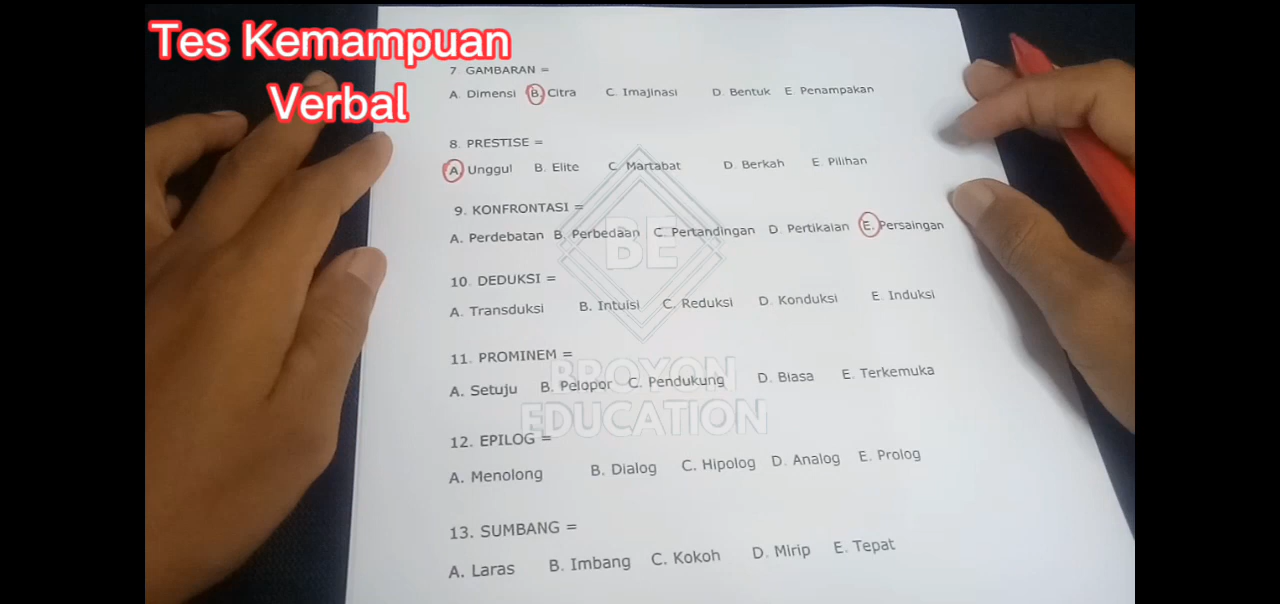 Tes Kemampuan
Verbal
7 GAMBARAN =
A. Dimensi B. Citra C. Imajinasi D. Bentuk E Penampakan
8. PRESTISE =
A Unggul B. Elite C. Martabat D. Berkah E Pilihan
9. KONFRONTASI =
A. Perdebatan B. Perbedaan C. Pertandingan D. Pertikaian E. Persaingan
10. DEDUKSI =
A. Transduksi B. Intuisi C. Reduksi D. Konduksi E. Induksi
11. PROMINEM =
A. Setuju B. Pelopor C. Pendukung D. Biasa E. Terkemuka
12. EPILOG =
A. Menolong B. Dialog C. Hipolog D. Analog E. Prolog
13. SUMBANG =
A. Laras B. Imbang C. Kokoh D. Mirip E. Tepat
BE
BROYON
EDUCATION